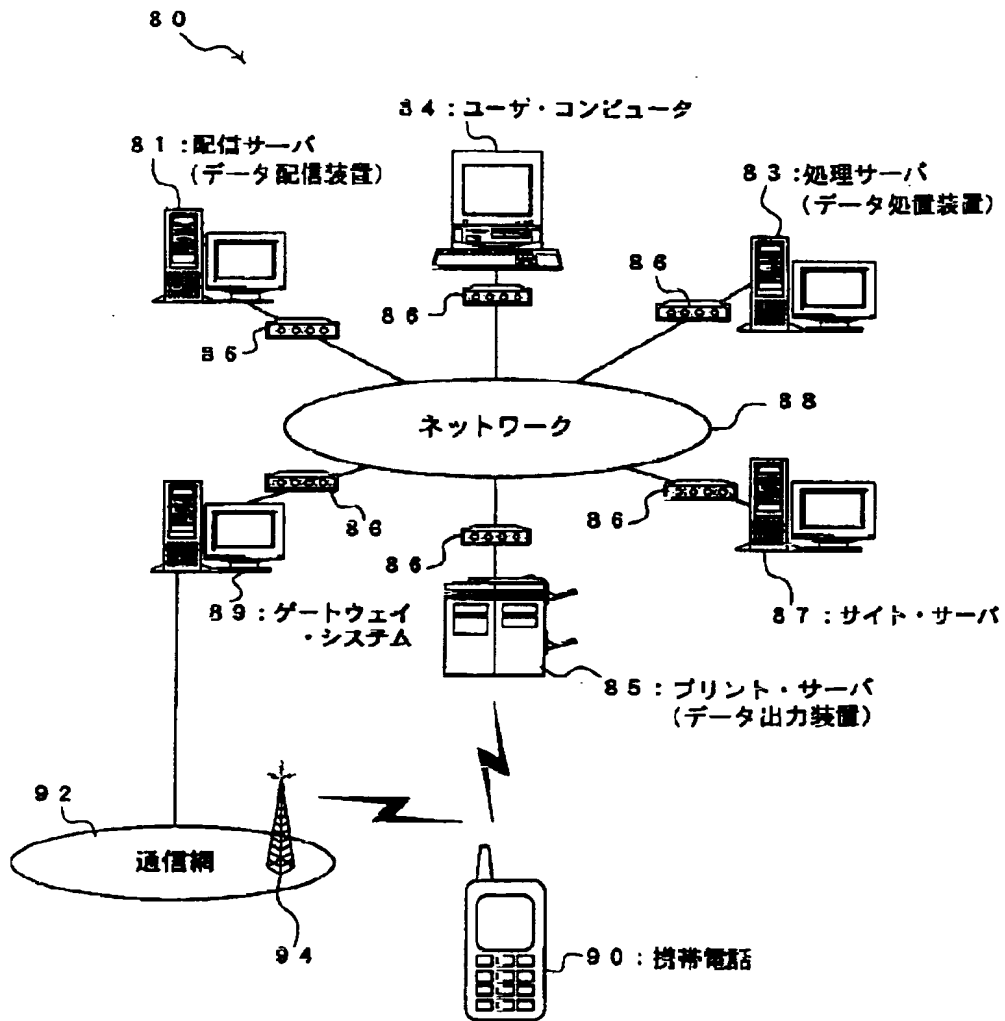 ８０
８４：ユーザ・コンピュータ
８１：配信サーバ
（データ配信装置）
８３：処理サーバ
（データ処置装置）
８６
８６
８６
ネットワーク
８８
８６
８６
８６
８９：ゲートウェイ
・システム
８７：サイト・サーバ
８５：プリント・サーバ
（データ出力装置）
９２
通信網
９４
９０：携帯電話